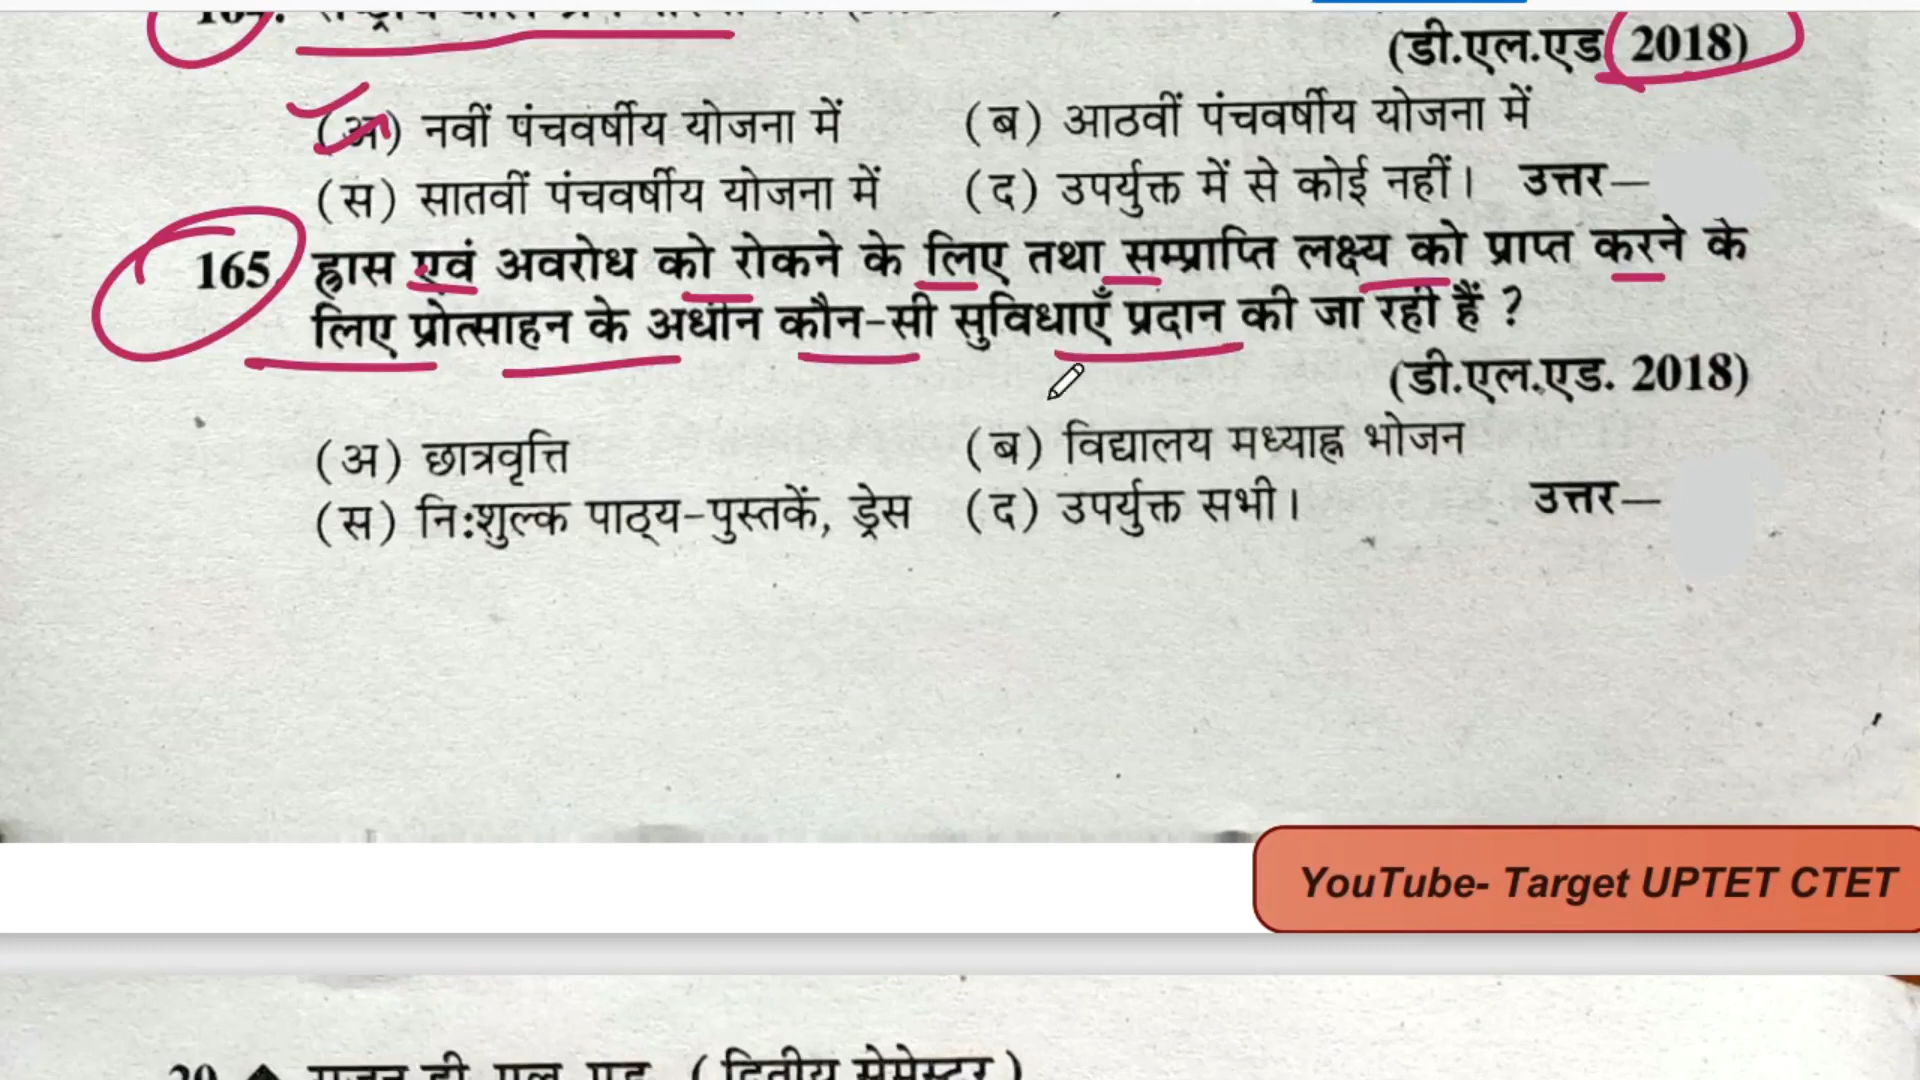 (डी.एल.एड. 2018)
(अ) नवीं पंचवर्षीय योजना में (ब) आठवीं पंचवर्षीय योजना में
(स) सातवीं पंचवर्षीय योजना में (द) उपर्युक्त में से कोई नहीं। उत्तर—
165. ह्रास एवं अवरोध को रोकने के लिए तथा सम्प्राप्ति लक्ष्य को प्राप्त करने के
लिए प्रोत्साहन के अधीन कौन-सी सुविधाएँ प्रदान की जा रही हैं ?
(डी.एल.एड. 2018)
(अ) छात्रवृत्ति (ब) विद्यालय मध्याह्न भोजन
(स) नि:शुल्क पाठ्य-पुस्तकें, ड्रेस (द) उपर्युक्त सभी। उत्तर—
YouTube- Target UPTET CTET
(द्वितीय सेमेस्टर)